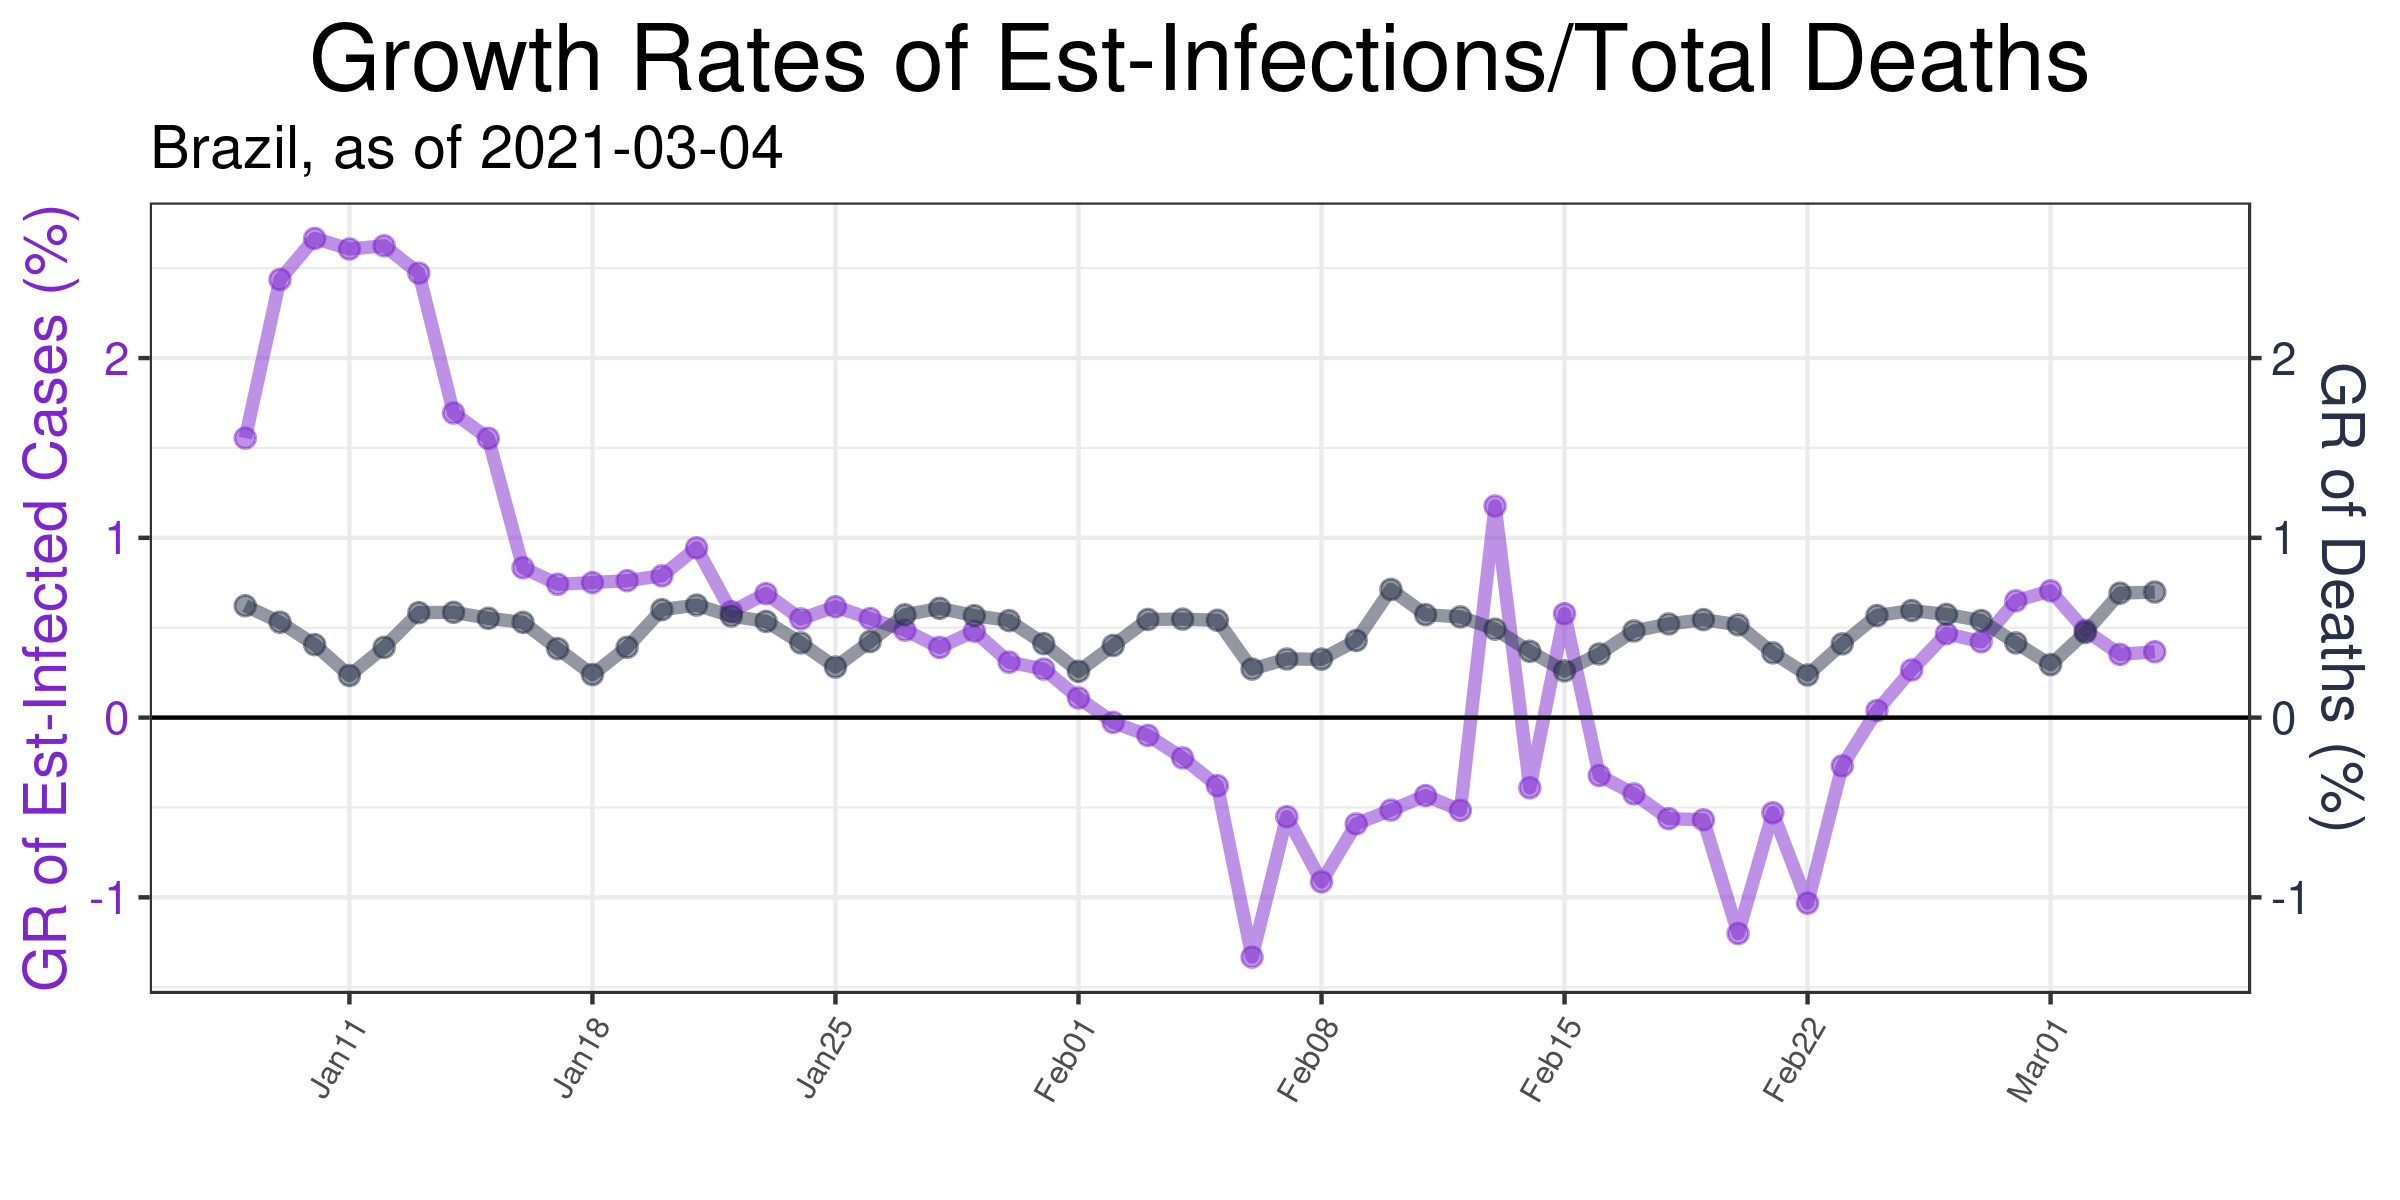 Growth Rates of Est-Infections/Total Deaths
Brazil, as of 2021-03-04
GR of Est-Infected Cases (%)
2
1
0
-1
2
1
0
-1
GR of Deaths (%)
Jan11
Jan18
Jan25
Feb01
Feb08
Feb15
Feb22
Mar01